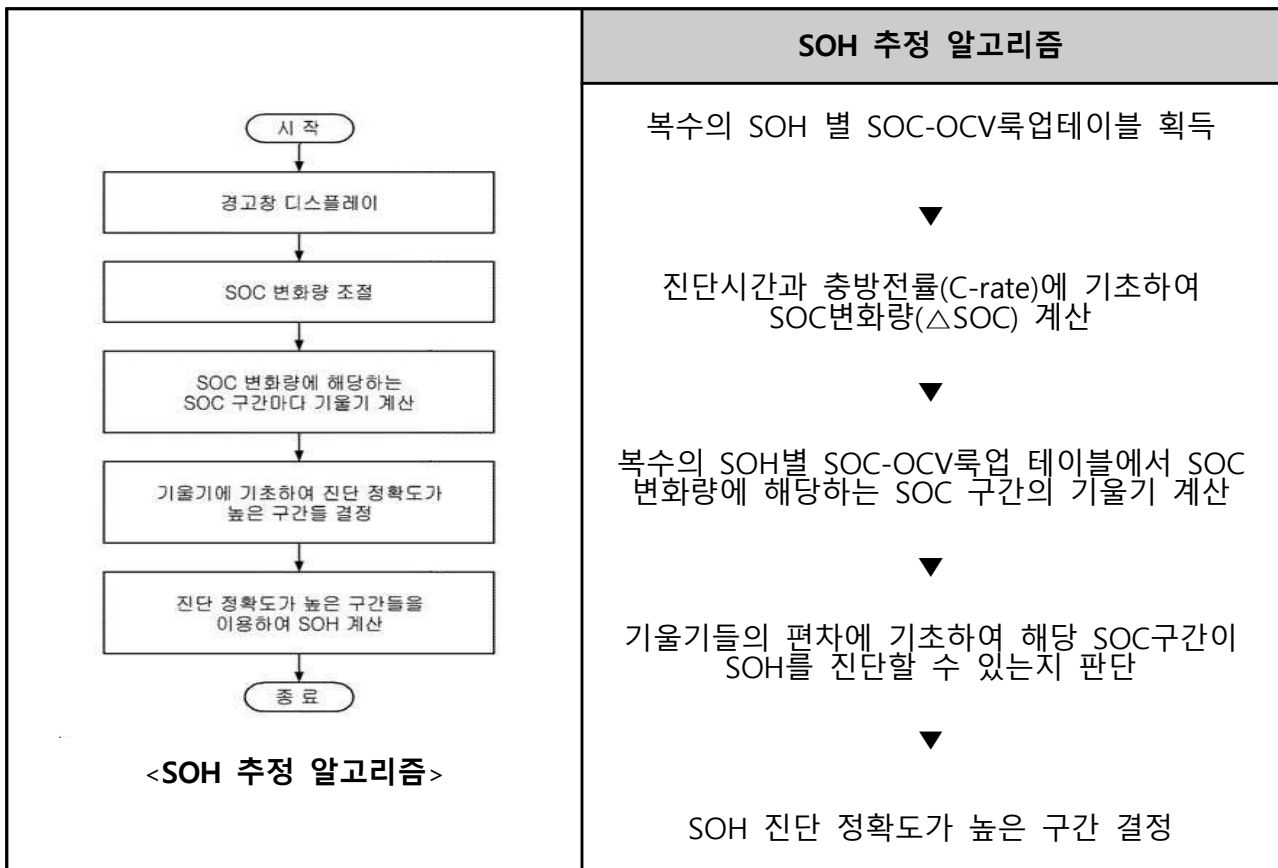 시 작
경고창 디스플레이
SOC 변화량 조절
SOC 변화량에 해당하는
SOC 구간마다 기울기 계산
기울기에 기초하여 진단 정확도가
높은 구간들 결정
진단 정확도가 높은 구간들을
이용하여 SOH 계산
종 료
<SOH 추정 알고리즘>
SOH 추정 알고리즘
복수의 SOH 별 SOC-OCV룩업테이블 획득
▼
진단시간과 충방전률(C-rate)에 기초하여
SOC변화량(△SOC) 계산
▼
복수의 SOH별 SOC-OCV룩업 테이블에서 SOC
변화량에 해당하는 SOC 구간의 기울기 계산
▼
기울기들의 편차에 기초하여 해당 SOC구간이
SOH를 진단할 수 있는지 판단
▼
SOH 진단 정확도가 높은 구간 결정